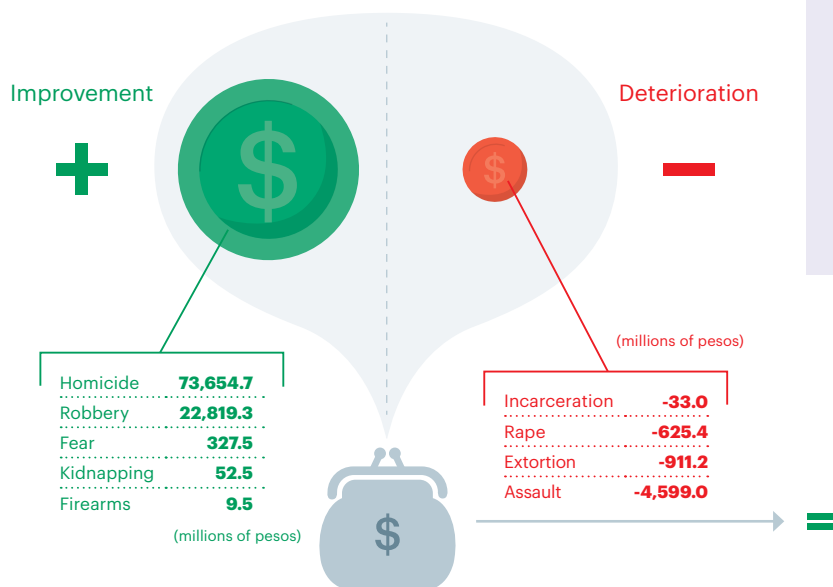 Improvement
Deterioration
+
$
$
−
(millions of pesos)
Homicide 73,654.7
Robbery 22,819.3
Fear 327.5
Kidnapping 52.5
Firearms 9.5
(millions of pesos)
Incarceration -33.0
Rape -625.4
Extortion -911.2
Assault -4,599.0
$
=